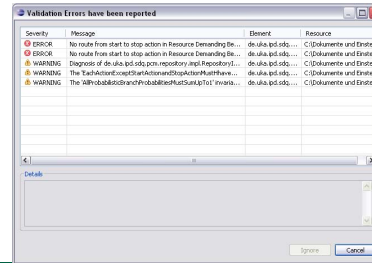 Validation Errors have been reported
Severity Message Element Resource
ERROR No route from start to stop action in Resource Demanding Be... de.uka.ipd.sdq.... C:\Dokumente und Einste
ERROR No route from start to stop action in Resource Demanding Be... de.uka.ipd.sdq.... C:\Dokumente und Einste
WARNING Diagnosis of de.uka.ipd.sdq.pcm.repository.impl.RepositoryI... de.uka.ipd.sdq.... C:\Dokumente und Einste
WARNING The 'EachActionExceptStartActionandStopActionMustHhave... de.uka.ipd.sdq.... C:\Dokumente und Einste
WARNING The 'AllProbabilisticBranchProbabilitiesMustSumUpTo1' invaria... de.uka.ipd.sdq.... C:\Dokumente und Einste
Details
Ignore Cancel